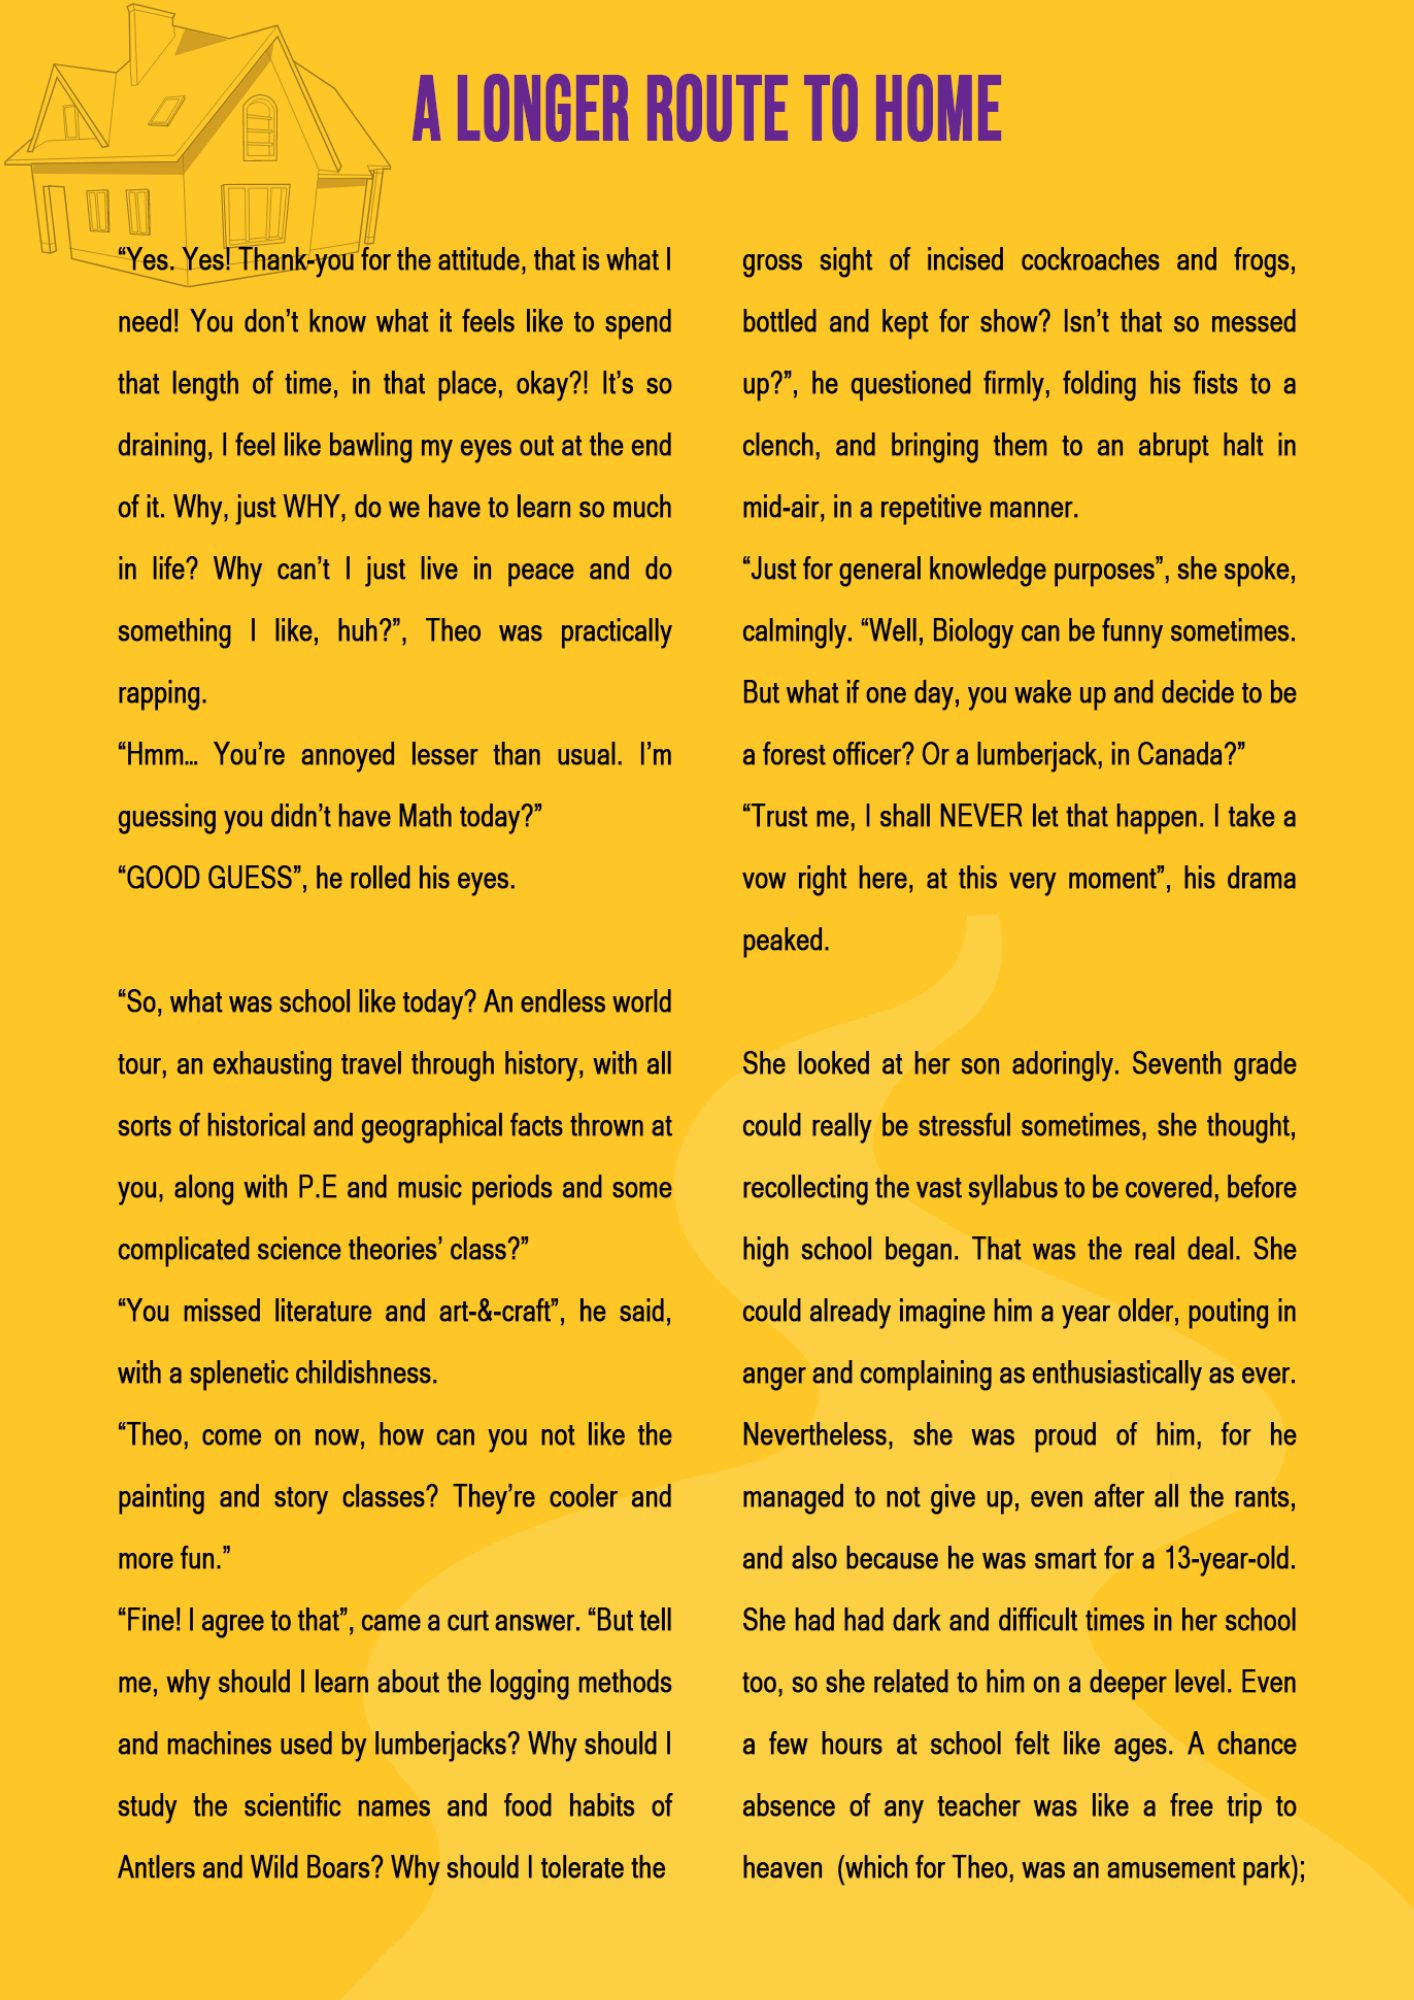 A LONGER ROUTE TO HOME
“Yes. Yes! Thank-you for the attitude, that is what I
need! You don’t know what it feels like to spend
that length of time, in that place, okay?! It’s so
draining, I feel like bawling my eyes out at the end
of it. Why, just WHY, do we have to learn so much
in life? Why can’t I just live in peace and do
something I like, huh?”, Theo was practically
rapping.
“Hmm... You’re annoyed lesser than usual. I’m
guessing you didn’t have Math today?”
“GOOD GUESS”, he rolled his eyes.
“So, what was school like today? An endless world
tour, an exhausting travel through history, with all
sorts of historical and geographical facts thrown at
you, along with P.E and music periods and some
complicated science theories’ class?”
“You missed literature and art-&-craft”, he said,
with a splenetic childishness.
“Theo, come on now, how can you not like the
painting and story classes? They’re cooler and
more fun.”
“Fine! I agree to that”, came a curt answer. “But tell
me, why should I learn about the logging methods
and machines used by lumberjacks? Why should I
study the scientific names and food habits of
Antlers and Wild Boars? Why should I tolerate the
gross sight of incised cockroaches and frogs,
bottled and kept for show? Isn’t that so messed
up?”, he questioned firmly, folding his fists to a
clench, and bringing them to an abrupt halt in
mid-air, in a repetitive manner.
“Just for general knowledge purposes”, she spoke,
calmingly. “Well, Biology can be funny sometimes.
But what if one day, you wake up and decide to be
a forest officer? Or a lumberjack, in Canada?”
“Trust me, I shall NEVER let that happen. I take a
vow right here, at this very moment”, his drama
peaked.
She looked at her son adoringly. Seventh grade
could really be stressful sometimes, she thought,
recollecting the vast syllabus to be covered, before
high school began. That was the real deal. She
could already imagine him a year older, pouting in
anger and complaining as enthusiastically as ever.
Nevertheless, she was proud of him, for he
managed to not give up, even after all the rants,
and also because he was smart for a 13-year-old.
She had had dark and difficult times in her school
too, so she related to him on a deeper level. Even
a few hours at school felt like ages. A chance
absence of any teacher was like a free trip to
heaven (which for Theo, was an amusement park);